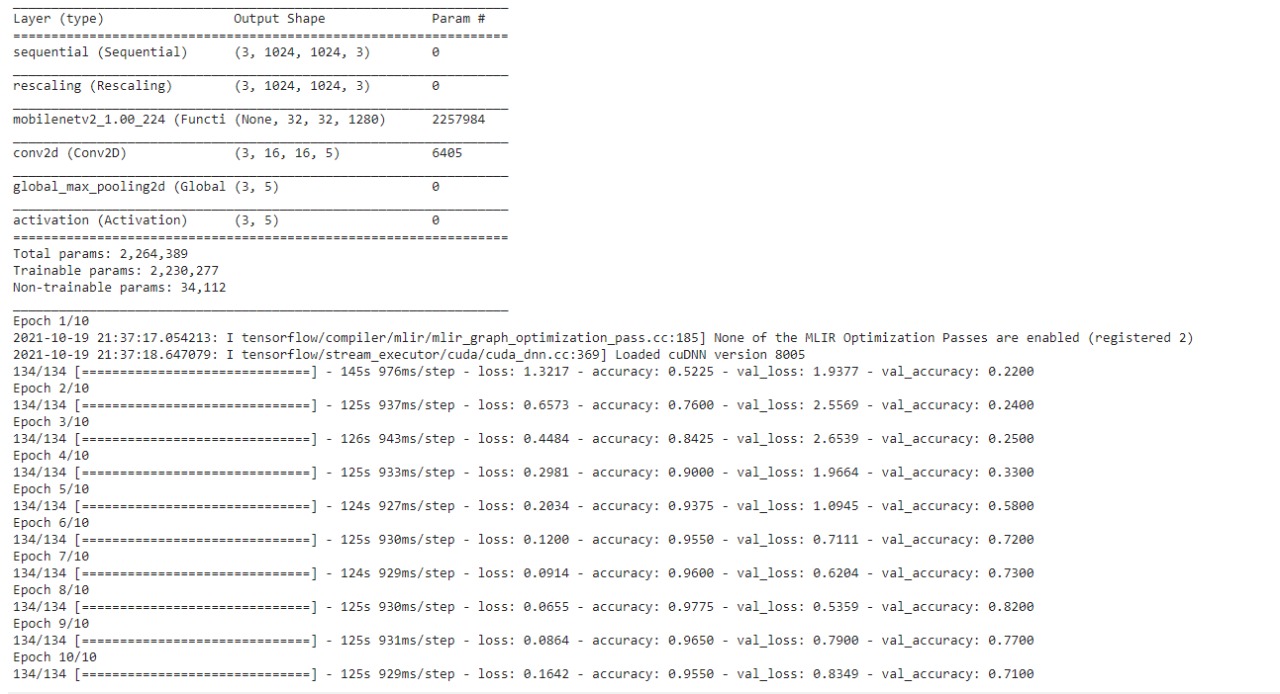 Layer (type) Output Shape Param #
sequential (Sequential) (3, 1024, 1024, 3) 0
rescaling (Rescaling) (3, 1024, 1024, 3) 0
mobilenetv2_1.00_224 (Functi (None, 32, 32, 1280) 2257984
conv2d (Conv2D) (3, 16, 16, 5) 6405
global_max_pooling2d (Global (3, 5) 0
activation (Activation) (3, 5) 0
Total params: 2,264,389
Trainable params: 2,230,277
Non-trainable params: 34,112
Epoch 1/10
2021-10-19 21:37:17.054213: I tensorflow/compiler/mlir/mlir_graph_optimization_pass.cc:185] None of the MLIR Optimization Passes are enabled (registered 2)
2021-10-19 21:37:18.647079: I tensorflow/stream_executor/cuda/cuda_dnn.cc:369] Loaded cuDNN version 8005
134/134 [==============================] - 145s 976ms/step - loss: 1.3217 - accuracy: 0.5225 - val_loss: 1.9377 - val_accuracy: 0.2200
Epoch 2/10
134/134 [==============================] - 125s 937ms/step - loss: 0.6573 - accuracy: 0.7600 - val_loss: 2.5569 - val_accuracy: 0.2400
Epoch 3/10
134/134 [==============================] - 126s 943ms/step - loss: 0.4484 - accuracy: 0.8425 - val_loss: 2.6539 - val_accuracy: 0.2500
Epoch 4/10
134/134 [==============================] - 125s 933ms/step - loss: 0.2981 - accuracy: 0.9000 - val_loss: 1.9664 - val_accuracy: 0.3300
Epoch 5/10
134/134 [==============================] - 124s 927ms/step - loss: 0.2034 - accuracy: 0.9375 - val_loss: 1.0945 - val_accuracy: 0.5800
Epoch 6/10
134/134 [==============================] - 125s 930ms/step - loss: 0.1200 - accuracy: 0.9550 - val_loss: 0.7111 - val_accuracy: 0.7200
Epoch 7/10
134/134 [==============================] - 124s 929ms/step - loss: 0.0914 - accuracy: 0.9600 - val_loss: 0.6204 - val_accuracy: 0.7300
Epoch 8/10
134/134 [==============================] - 125s 930ms/step - loss: 0.0655 - accuracy: 0.9775 - val_loss: 0.5359 - val_accuracy: 0.8200
Epoch 9/10
134/134 [==============================] - 125s 931ms/step - loss: 0.0864 - accuracy: 0.9650 - val_loss: 0.7900 - val_accuracy: 0.7700
Epoch 10/10
134/134 [==============================] - 125s 929ms/step - loss: 0.1642 - accuracy: 0.9550 - val_loss: 0.8349 - val_accuracy: 0.7100